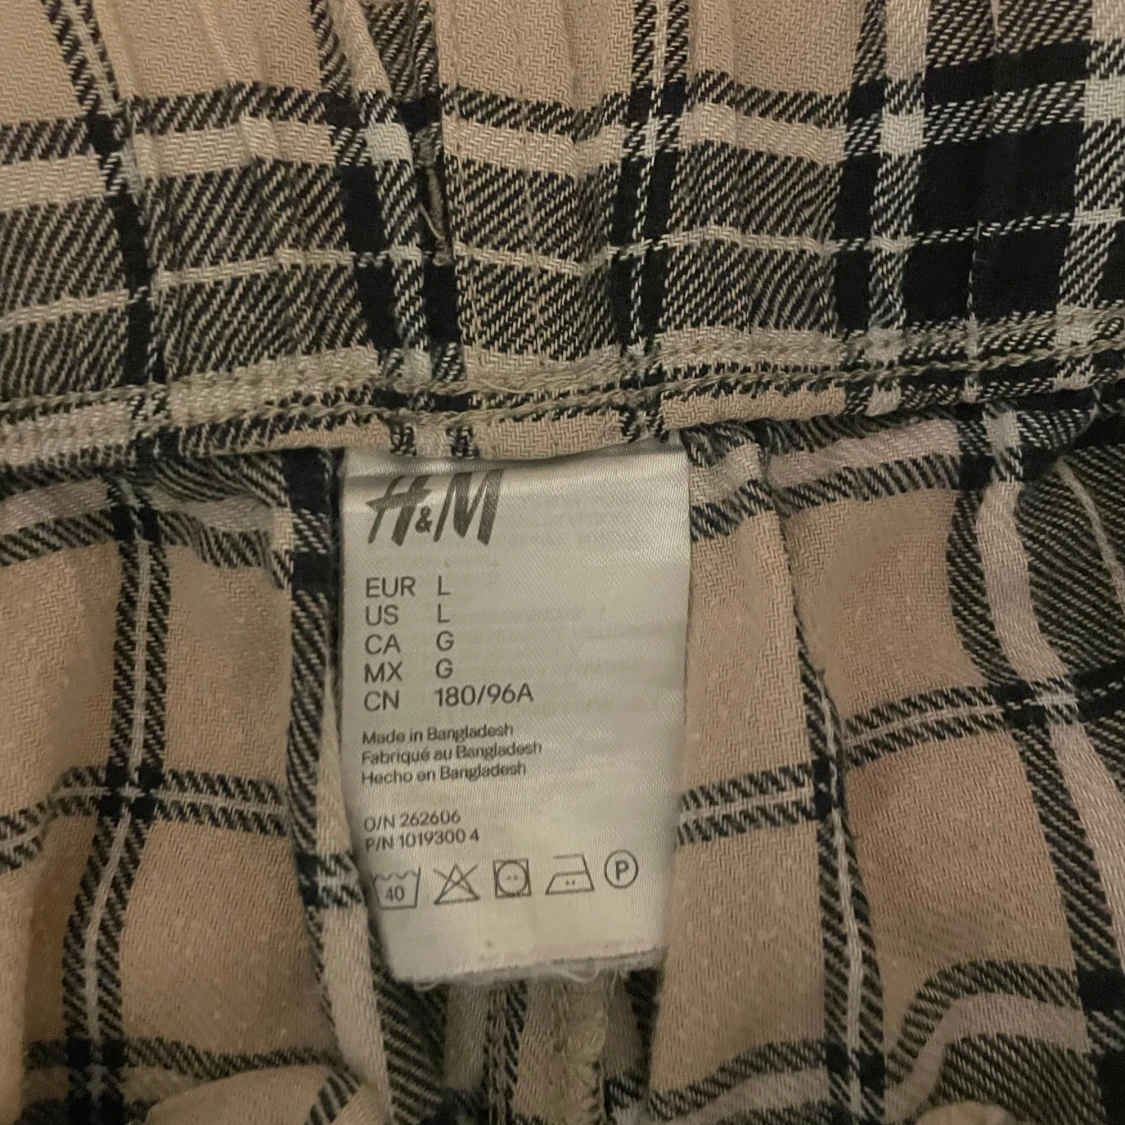 H&M
EUR L
US L
CA G
MX G
CN 180/96A
Made in Bangladesh
Fabriqué au Bangladesh
Hecho en Bangladesh
O/N 262606
P/N 1019300 4
40 P